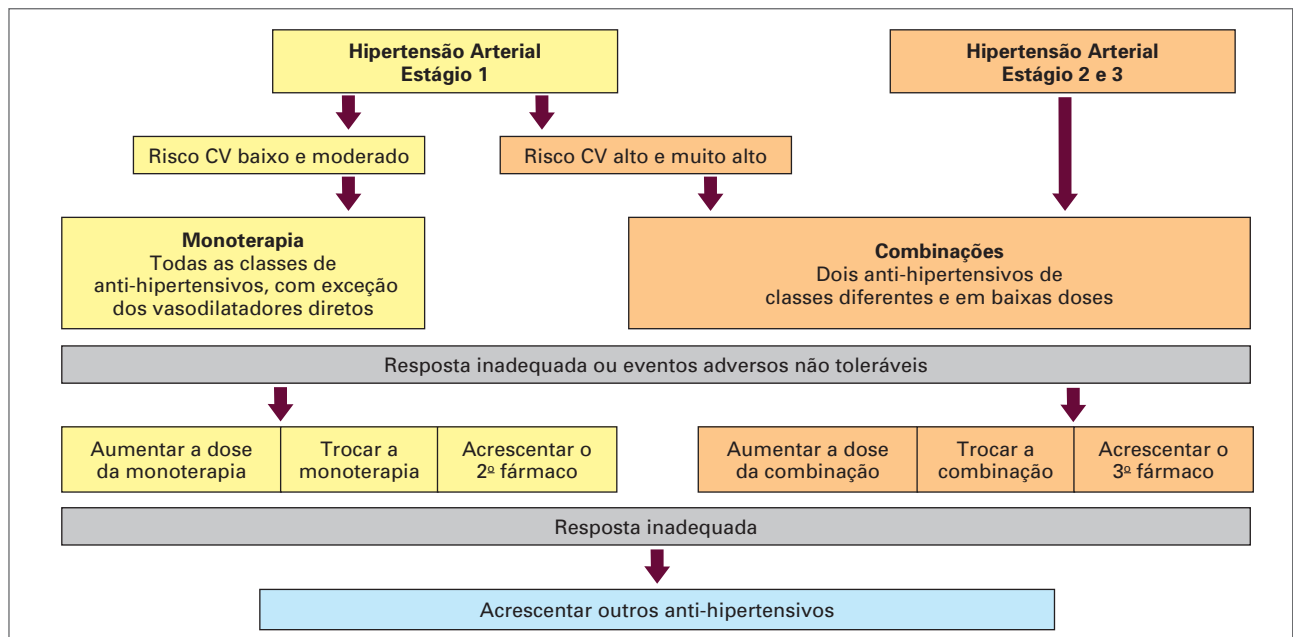 Hipertensão Arterial
Estágio 1
Hipertensão Arterial
Estágio 2 e 3
Risco CV baixo e moderado
Risco CV alto e muito alto
Monoterapia
Todas as classes de
anti-hipertensivos, com exceção
dos vasodilatadores diretos
Combinações
Dois anti-hipertensivos de
classes diferentes e em baixas doses
Resposta inadequada ou eventos adversos não toleráveis
Aumentar a dose
da monoterapia
Trocar a
monoterapia
Acrescentar o
2º fármaco
Aumentar a dose
da combinação
Trocar a
combinação
Acrescentar o
3º fármaco
Resposta inadequada
Acrescentar outros anti-hipertensivos